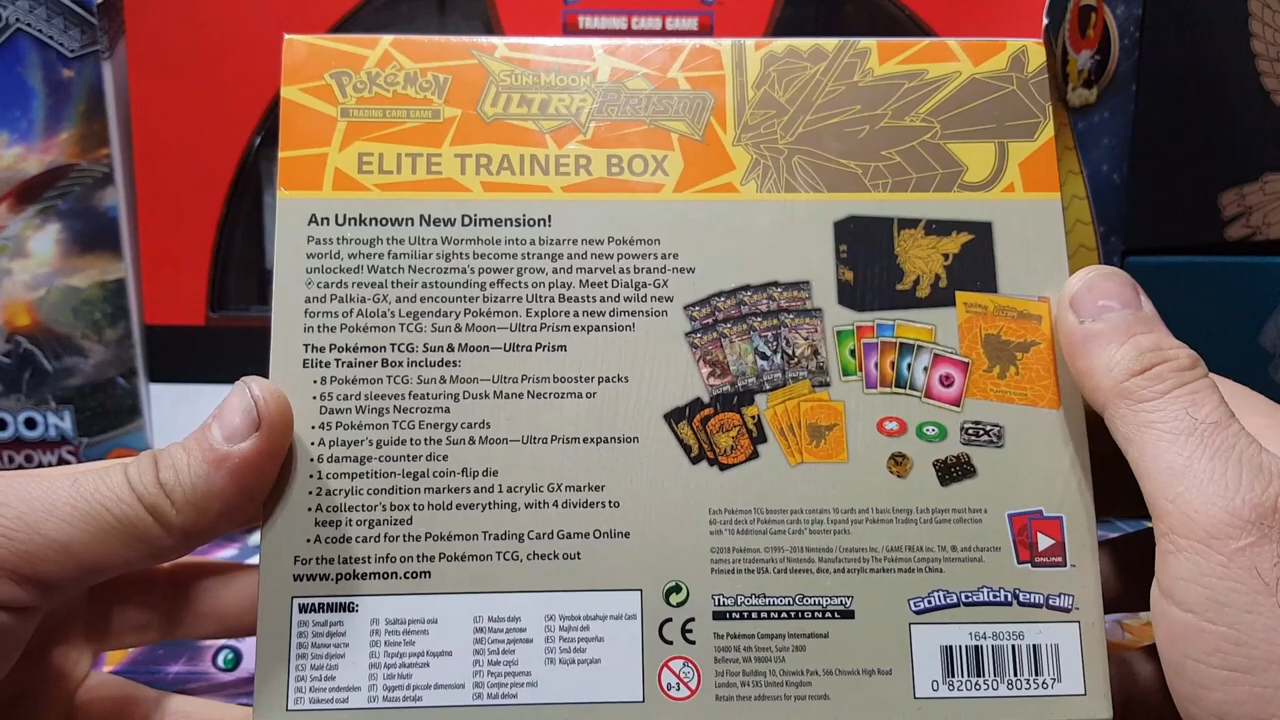 TRADING CARD GAME
POKéMON
TRADING CARD GAME
SUN & MOON
ULTRA PRISM
ELITE TRAINER BOX
An Unknown New Dimension!
Pass through the Ultra Wormhole into a bizarre new Pokémon
world, where familiar sights become strange and new powers are
unlocked! Watch Necrozma's power grow, and marvel as brand-new
cards reveal their astounding effects on play. Meet Dialga-GX
and Palkia-GX, and encounter bizarre Ultra Beasts and wild new
forms of Alola's Legendary Pokémon. Explore a new dimension
in the Pokémon TCG: Sun & Moon—Ultra Prism expansion!
The Pokémon TCG: Sun & Moon—Ultra Prism
Elite Trainer Box includes:
• 8 Pokémon TCG: Sun & Moon—Ultra Prism booster packs
• 65 card sleeves featuring Dusk Mane Necrozma or
Dawn Wings Necrozma
• 45 Pokémon TCG Energy cards
• A player's guide to the Sun & Moon—Ultra Prism expansion
• 6 damage-counter dice
• 1 competition-legal coin-flip die
• 2 acrylic condition markers and 1 acrylic GX marker
• A collector's box to hold everything, with 4 dividers to
keep it organized
• A code card for the Pokémon Trading Card Game Online
For the latest info on the Pokémon TCG, check out
www.pokemon.com
PLAYER'S GUIDE
GX
Each Pokémon TCG booster pack contains 10 cards and 1 basic Energy. Each player must have a
60-card deck of Pokémon cards to play. Expand your Pokémon Trading Card Game collection
with "10 Additional Game Cards" booster packs.
©2018 Pokémon. ©1995–2018 Nintendo / Creatures Inc. / GAME FREAK inc. TM, ®, and character
names are trademarks of Nintendo. Manufactured by The Pokémon Company International.
Printed in the USA. Card sleeves, dice, and acrylic markers made in China.
ONLINE
WARNING:
(EN) Small parts
(BS) Sitni dijelovi
(BG) Малки части
(HR) Sitni dijelovi
(CS) Malé části
(DA) Små dele
(NL) Kleine onderdelen
(ET) Väikesed osad
(FI) Sisältää pieniä osia
(FR) Petits éléments
(DE) Kleine Teile
(EL) Περιέχει μικρά Κομμάτια
(HU) Apró alkatrészek
(IS) Litlir hlutir
(IT) Oggetti di piccole dimensioni
(LV) Mazas detaļas
(LT) Mažos dalys
(MK) Мали делови
(ME) Ситни дијелови
(NO) Små deler
(PL) Małe części
(PT) Peças pequenas
(RO) Conține piese mici
(SR) Mali delovi
(SK) Výrobok obsahuje malé časti
(SL) Majhni deli
(ES) Piezas pequeñas
(SV) Små delar
(TR) Küçük parçaları
CE
0-3
The Pokémon Company
INTERNATIONAL
The Pokémon Company International
10400 NE 4th Street, Suite 2800
Bellevue, WA 98004 USA
3rd Floor Building 10, Chiswick Park, 566 Chiswick High Road
London, W4 5XS United Kingdom
Retain these addresses for your records.
Gotta catch 'em all!
164-80356
0 820650 803567
OON
ADOWS